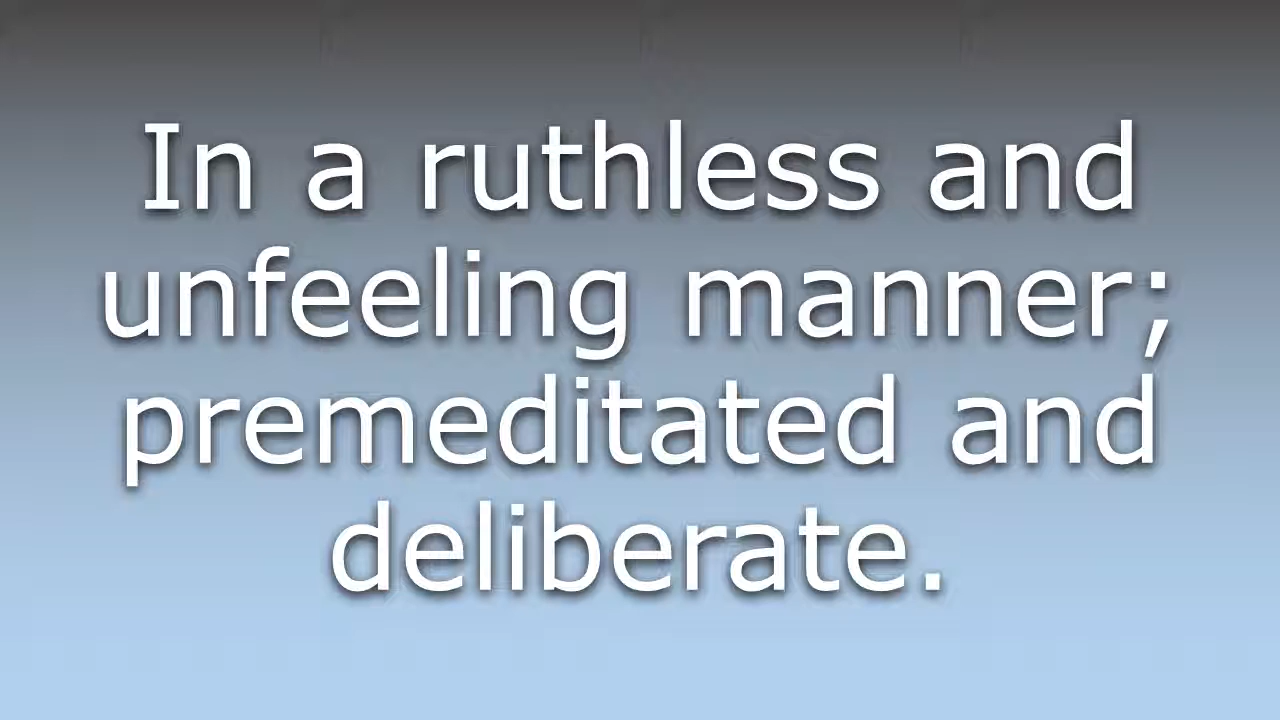 In a ruthless and
unfeeling manner;
premeditated and
deliberate.